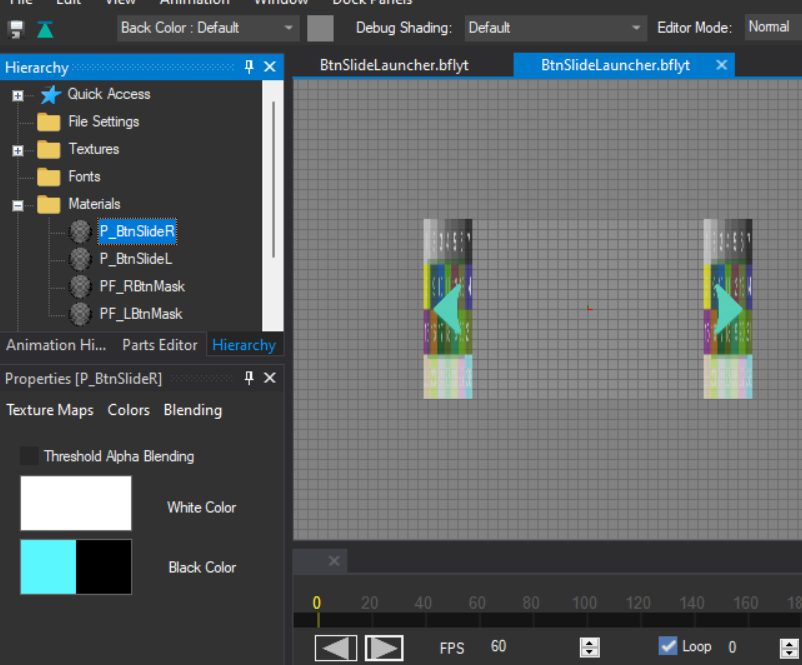 File Edit View Animation Window Dock Panels
Back Color : Default Debug Shading: Default Editor Mode: Normal
Hierarchy
BtnSlideLauncher.bflyt BtnSlideLauncher.bflyt
Quick Access
File Settings
Textures
Fonts
Materials
P_BtnSlideR
P_BtnSlideL
PF_RBtnMask
PF_LBtnMask
Animation Hi... Parts Editor Hierarchy
Properties [P_BtnSlideR]
Texture Maps Colors Blending
Threshold Alpha Blending
White Color
Black Color
0 20 40 60 80 100 120 140 160
FPS 60 Loop 0